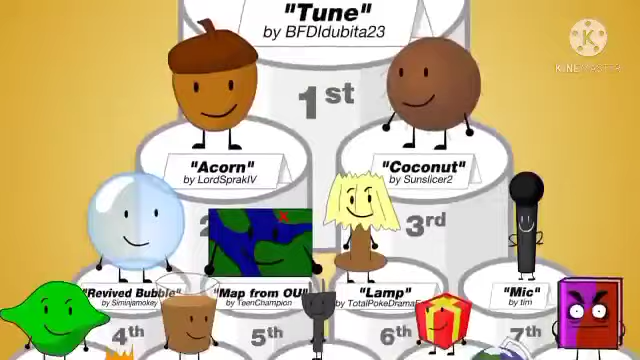 "Tune"
by BFDIdubita23
KINEMASTER
1st
"Acorn"
by LordSprakIV
"Coconut"
by Sunslicer2
3rd
"Revived Bubble"
by Siminjamokey
"Map from OU"
by TeenChampion
"Lamp"
by TotalPokeDrama
"Mic"
by tim
4th
5th
6th
7th